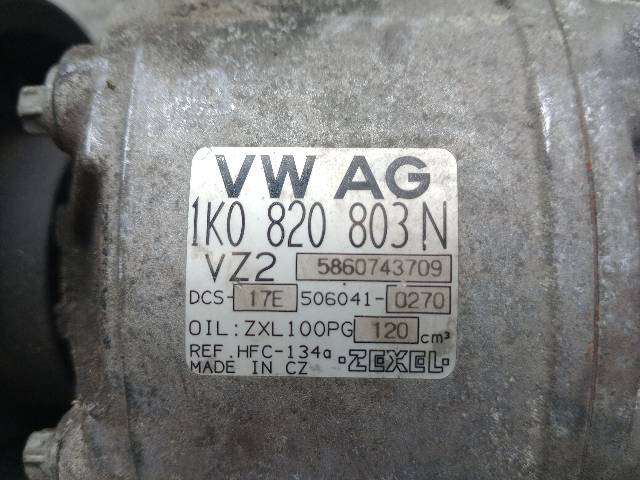 VW AG
1K0 820 803 N
VZ2 5860743709
DCS-17E 506041-0270
OIL:ZXL100PG 120 cm³
REF.HFC-134a
MADE IN CZ ·ZEXEL·